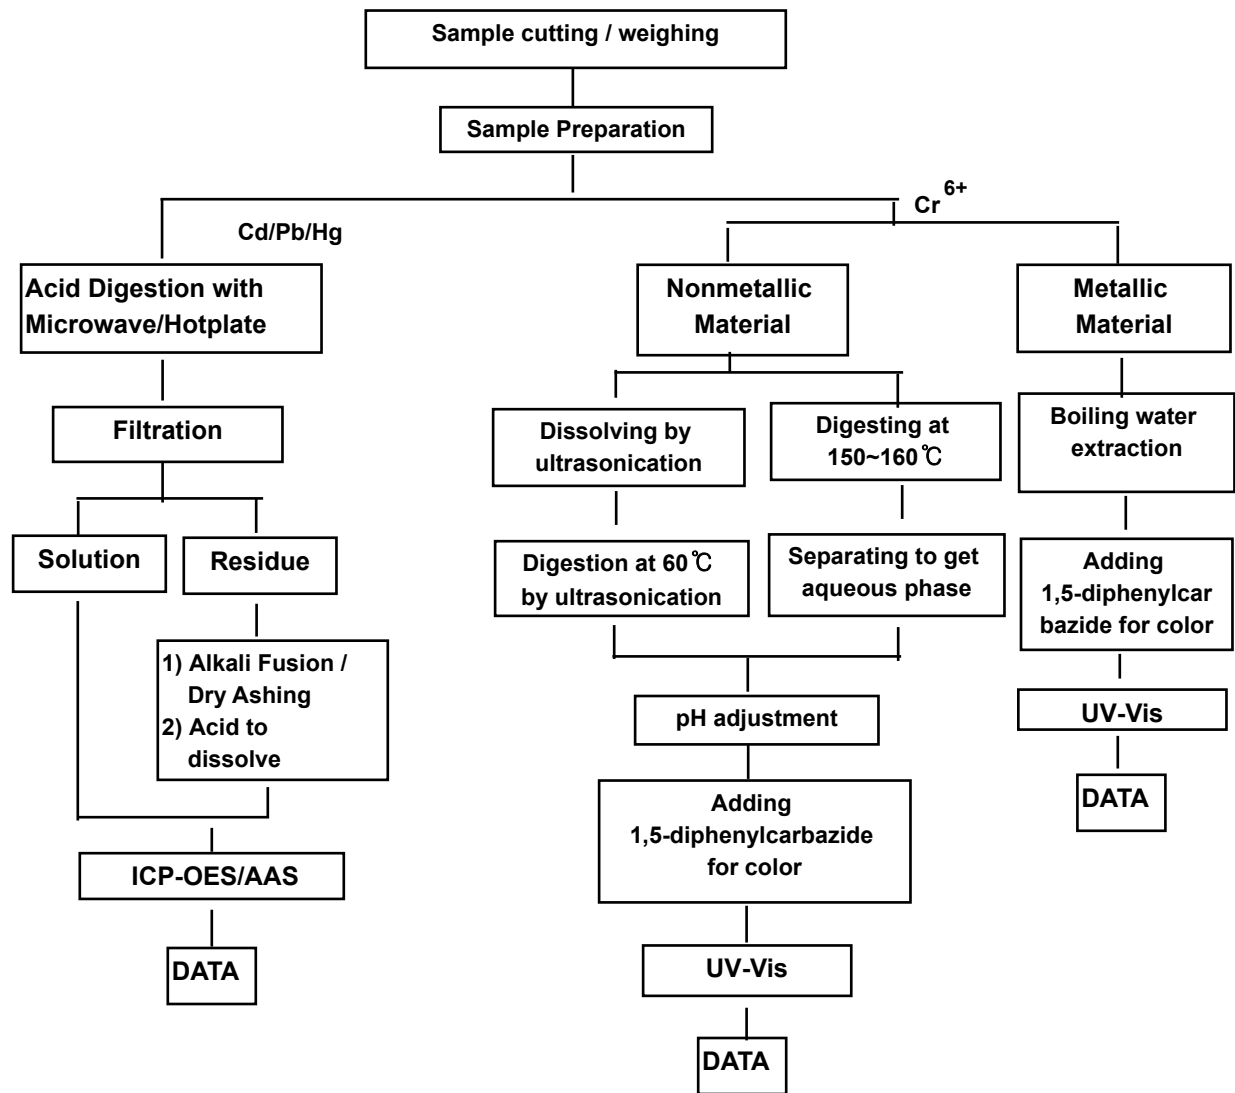 Sample cutting / weighing
Sample Preparation
Cd/Pb/Hg
Cr6+
Acid Digestion with
Microwave/Hotplate
Nonmetallic
Material
Metallic
Material
Filtration
Dissolving by
ultrasonication
Digesting at
150~160℃
Boiling water
extraction
Solution
Residue
Digestion at 60℃
by ultrasonication
Separating to get
aqueous phase
Adding
1,5-diphenylcar
bazide for color
1) Alkali Fusion /
Dry Ashing
2) Acid to
dissolve
pH adjustment
UV-Vis
Adding
1,5-diphenylcarbazide
for color
DATA
ICP-OES/AAS
UV-Vis
DATA
DATA